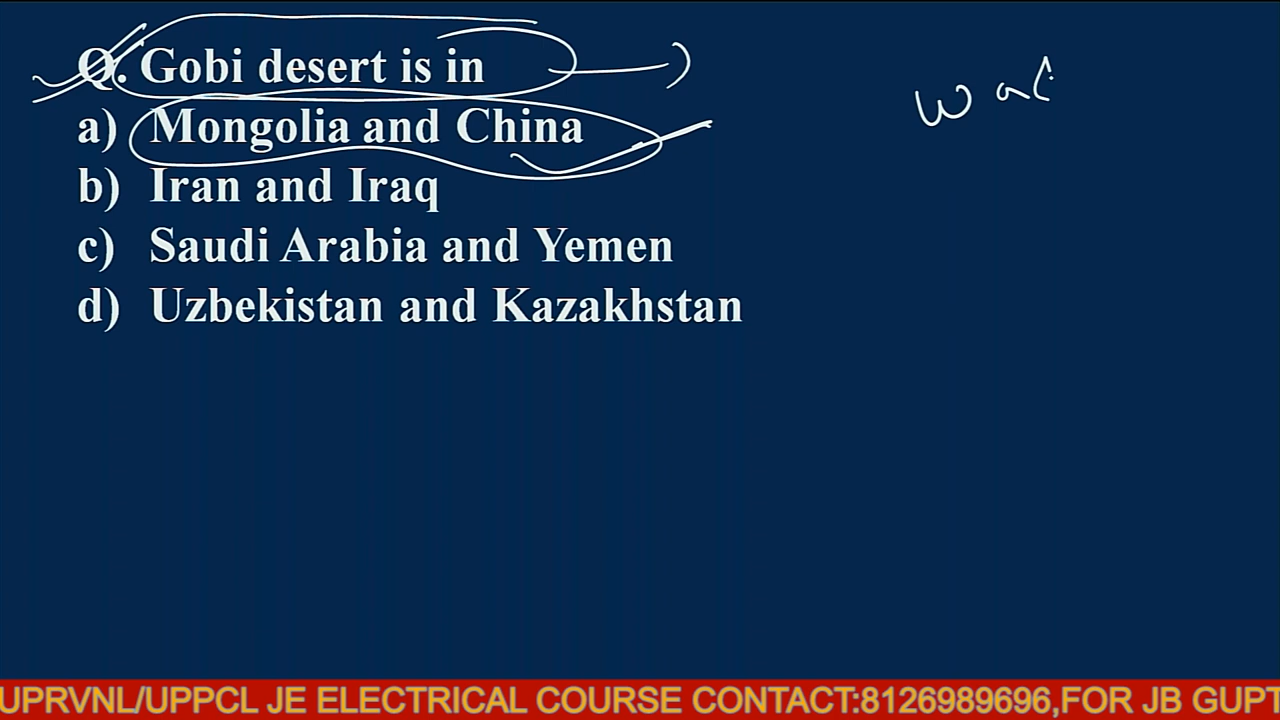 Q. Gobi desert is in
a) Mongolia and China
b) Iran and Iraq
c) Saudi Arabia and Yemen
d) Uzbekistan and Kazakhstan
UPRVNL/UPPCL JE ELECTRICAL COURSE CONTACT:8126989696,FOR JB GUPT